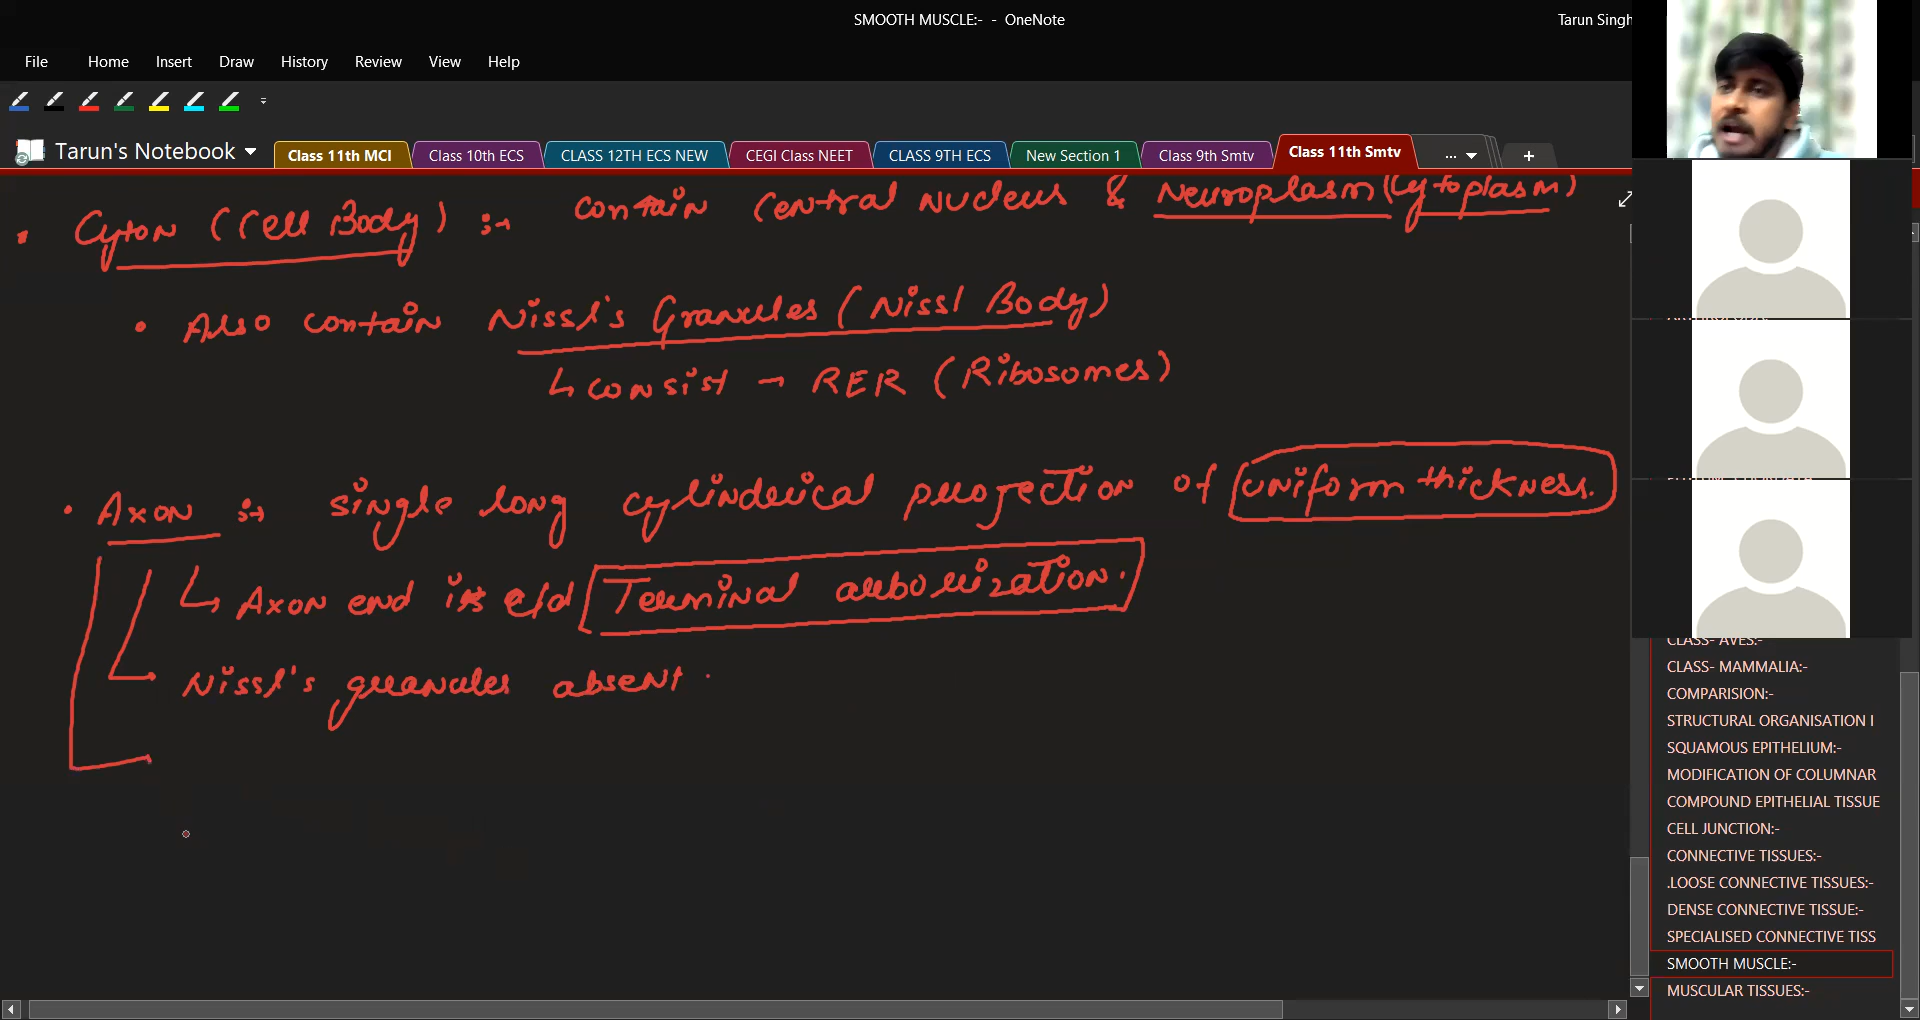 SMOOTH MUSCLE:- - OneNote
Tarun Singh
File Home Insert Draw History Review View Help
Tarun's Notebook
Class 11th MCI
Class 10th ECS
CLASS 12TH ECS NEW
CEGI Class NEET
CLASS 9TH ECS
New Section 1
Class 9th Smtv
Class 11th Smtv
...
+
• Cyton (Cell Body) :→ contain central nucleus & Neuroplasm (Cytoplasm)
• Also contain Nissl's Granules (Nissl Body)
↳ consist → RER (Ribosomes)
• Axon :→ single long cylinderical projection of uniform thickness.
↳ Axon end is c/d Terminal arborization.
Nissl's granules absent.
CLASS- AVES:-
CLASS- MAMMALIA:-
COMPARISION:-
STRUCTURAL ORGANISATION I
SQUAMOUS EPITHELIUM:-
MODIFICATION OF COLUMNAR
COMPOUND EPITHELIAL TISSUE
CELL JUNCTION:-
CONNECTIVE TISSUES:-
.LOOSE CONNECTIVE TISSUES:-
DENSE CONNECTIVE TISSUE:-
SPECIALISED CONNECTIVE TISS
SMOOTH MUSCLE:-
MUSCULAR TISSUES:-